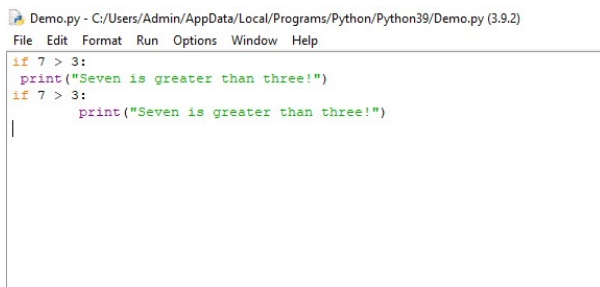 Demo.py - C:/Users/Admin/AppData/Local/Programs/Python/Python39/Demo.py (3.9.2)
File Edit Format Run Options Window Help
if 7 > 3:
 print("Seven is greater than three!")
if 7 > 3:
        print("Seven is greater than three!")